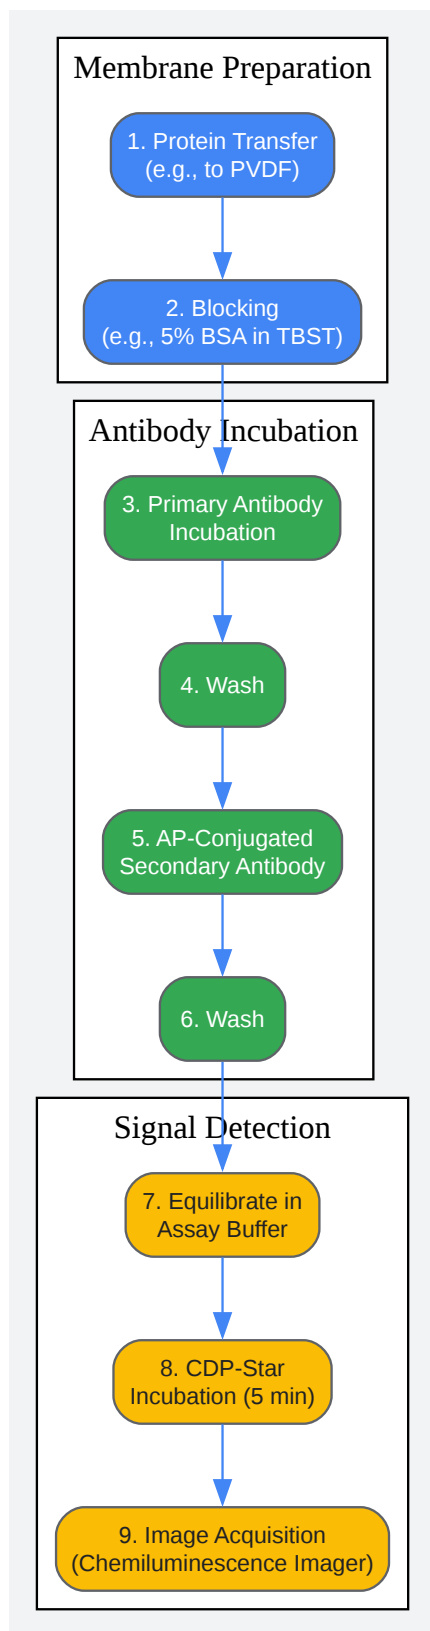 Membrane Preparation
1. Protein Transfer
(e.g., to PVDF)
2. Blocking
(e.g., 5% BSA in TBST)
Antibody Incubation
3. Primary Antibody
Incubation
4. Wash
5. AP-Conjugated
Secondary Antibody
6. Wash
Signal Detection
7. Equilibrate in
Assay Buffer
8. CDP-Star
Incubation (5 min)
9. Image Acquisition
(Chemiluminescence Imager)